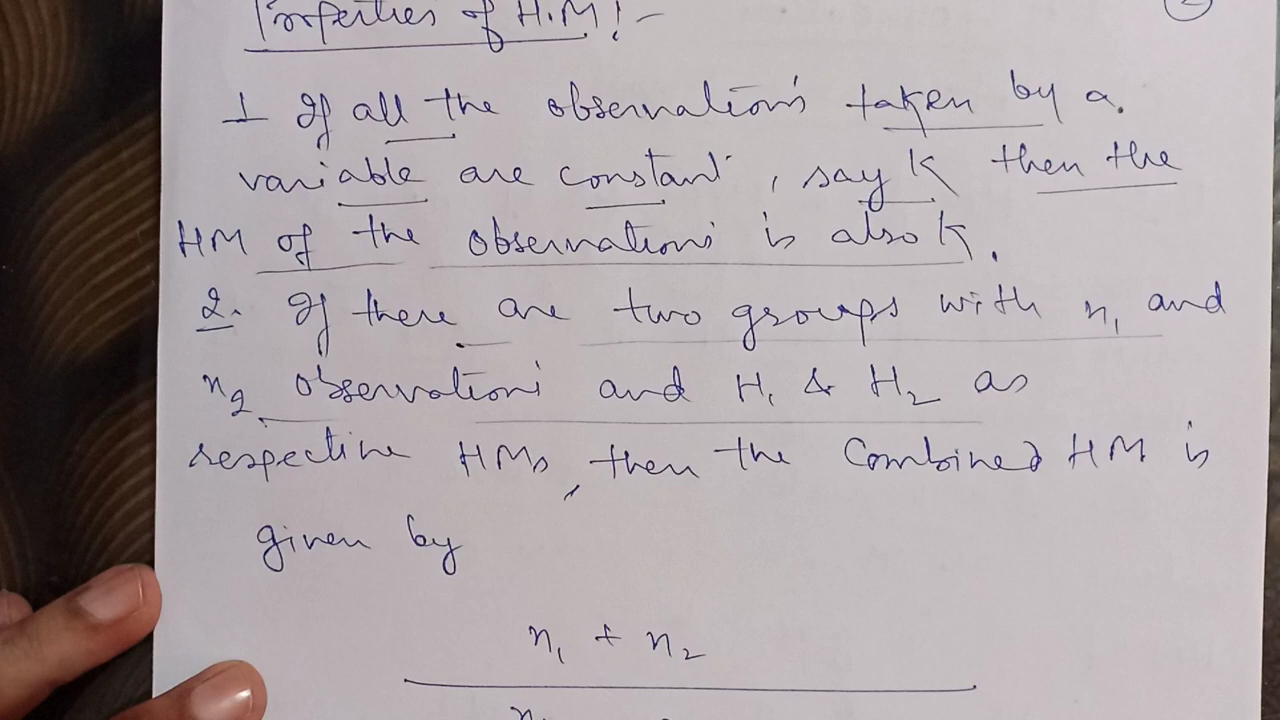 Properties of H.M! -
1 If all the observations taken by a.
variable are constant, say K then the
HM of the observations is also K.
2. If there are two groups with n₁ and
n₂ observations and H₁ & H₂ as
respective HMs, then the Combined HM is
given by
n₁ + n₂